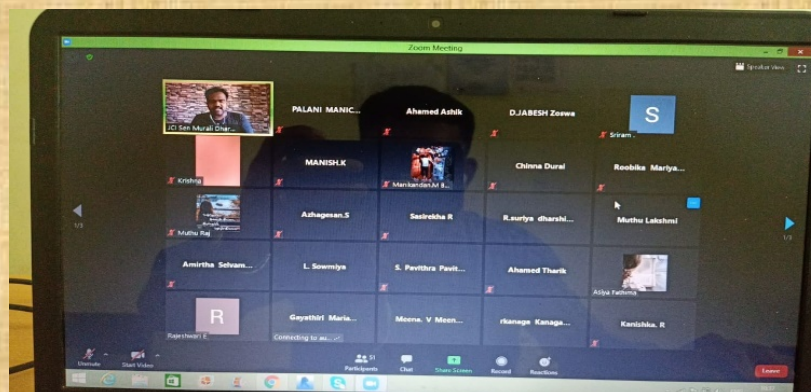 Zoom Meeting
Speaker View
JCI Sen Murali Dhar...
PALANI MANIC...
Ahamed Ashik
D.JABESH Zoswa
S
Sriram .
Krishna
MANISH.K
Manikandan.M B...
Chinna Durai
Roobika Mariya...
Muthu Raj
Azhagesan.S
Sasirekha R
R.suriya dharshi...
Muthu Lakshmi
1/3
1/3
Amirtha Selvam...
L. Sowmiya
S. Pavithra Pavit...
Ahamed Tharik
Asiya Fathima
R
Rajeshwari E
Gayathiri Maria...
Connecting to au...
Meena. V Meen...
rkanaga Kanaga...
Kanishka. R
Unmute
Start Video
51
Participants
Chat
Share Screen
Record
Reactions
Leave